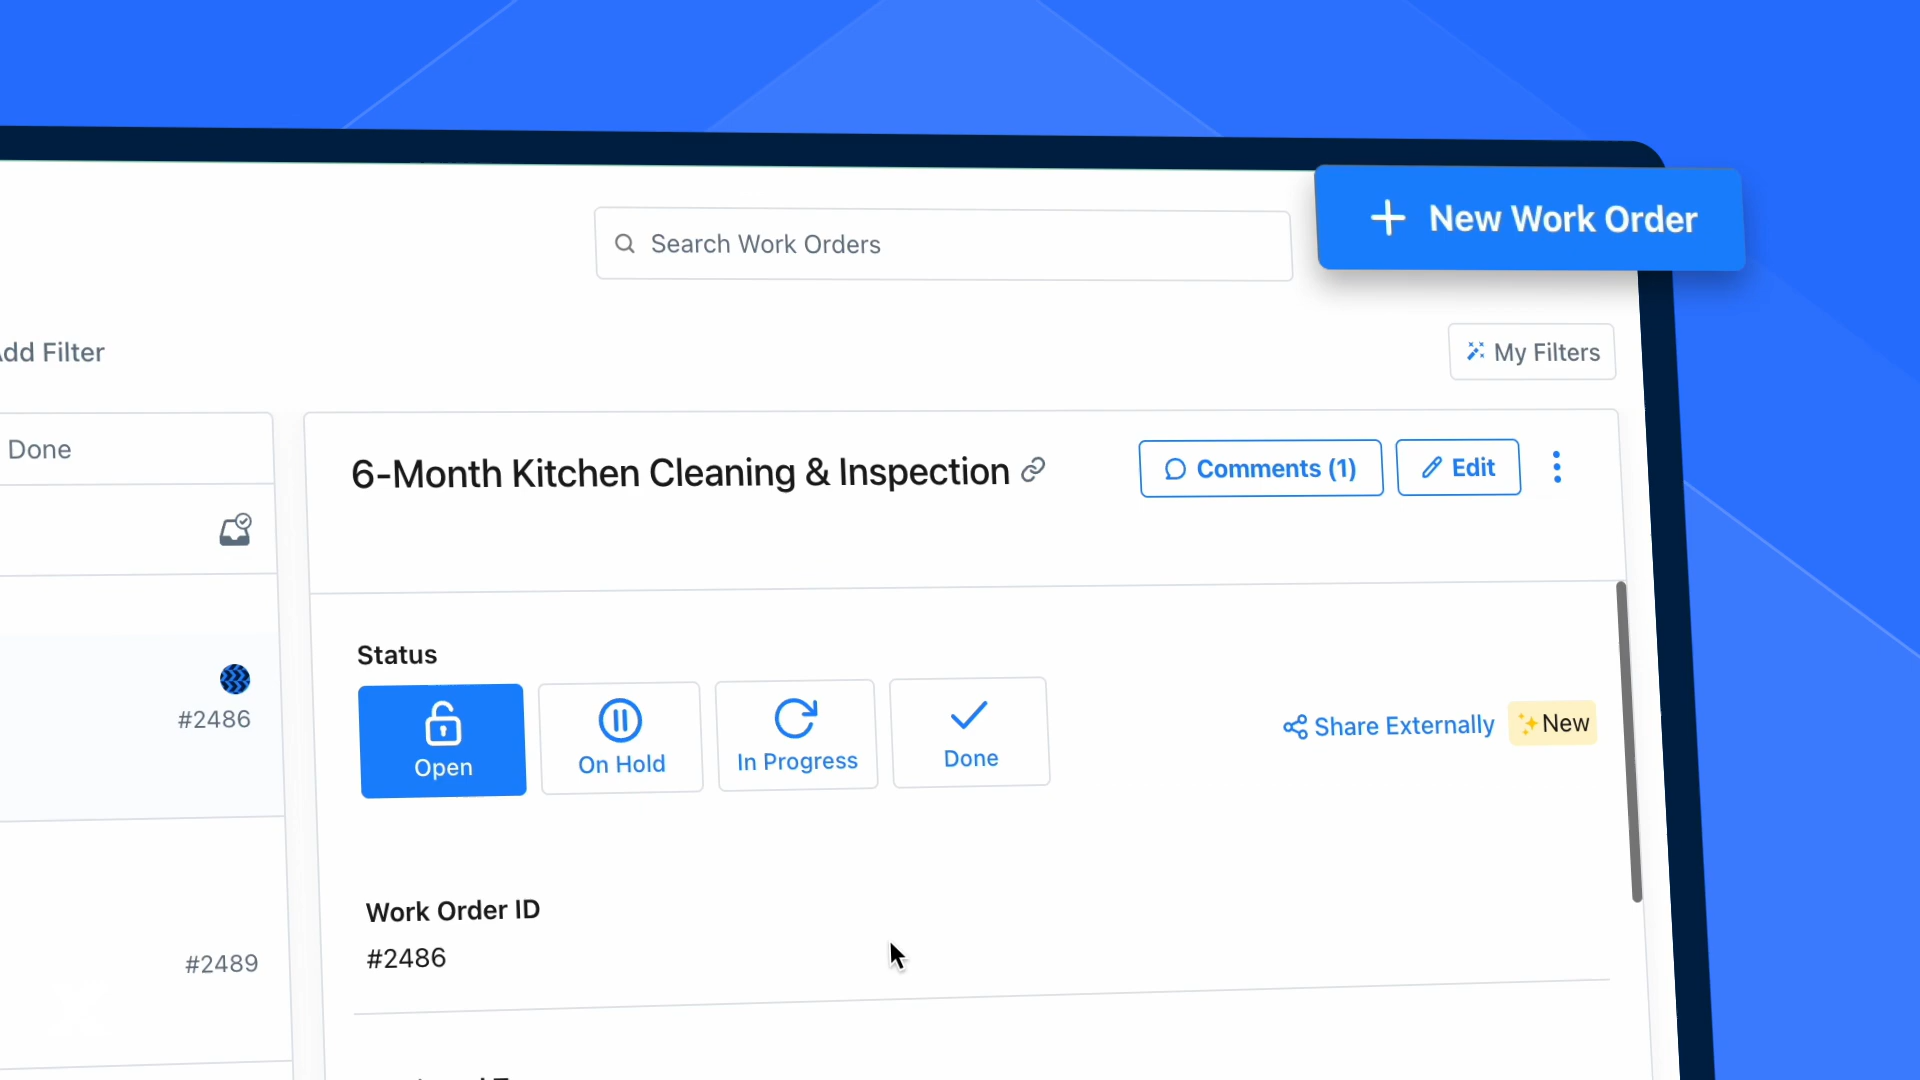 New Work Order
Search Work Orders
dd Filter
My Filters
Done
6-Month Kitchen Cleaning & Inspection
Comments (1)
Edit
Status
#2486
Open
On Hold
In Progress
Done
Share Externally
New
Work Order ID
#2486
#2489